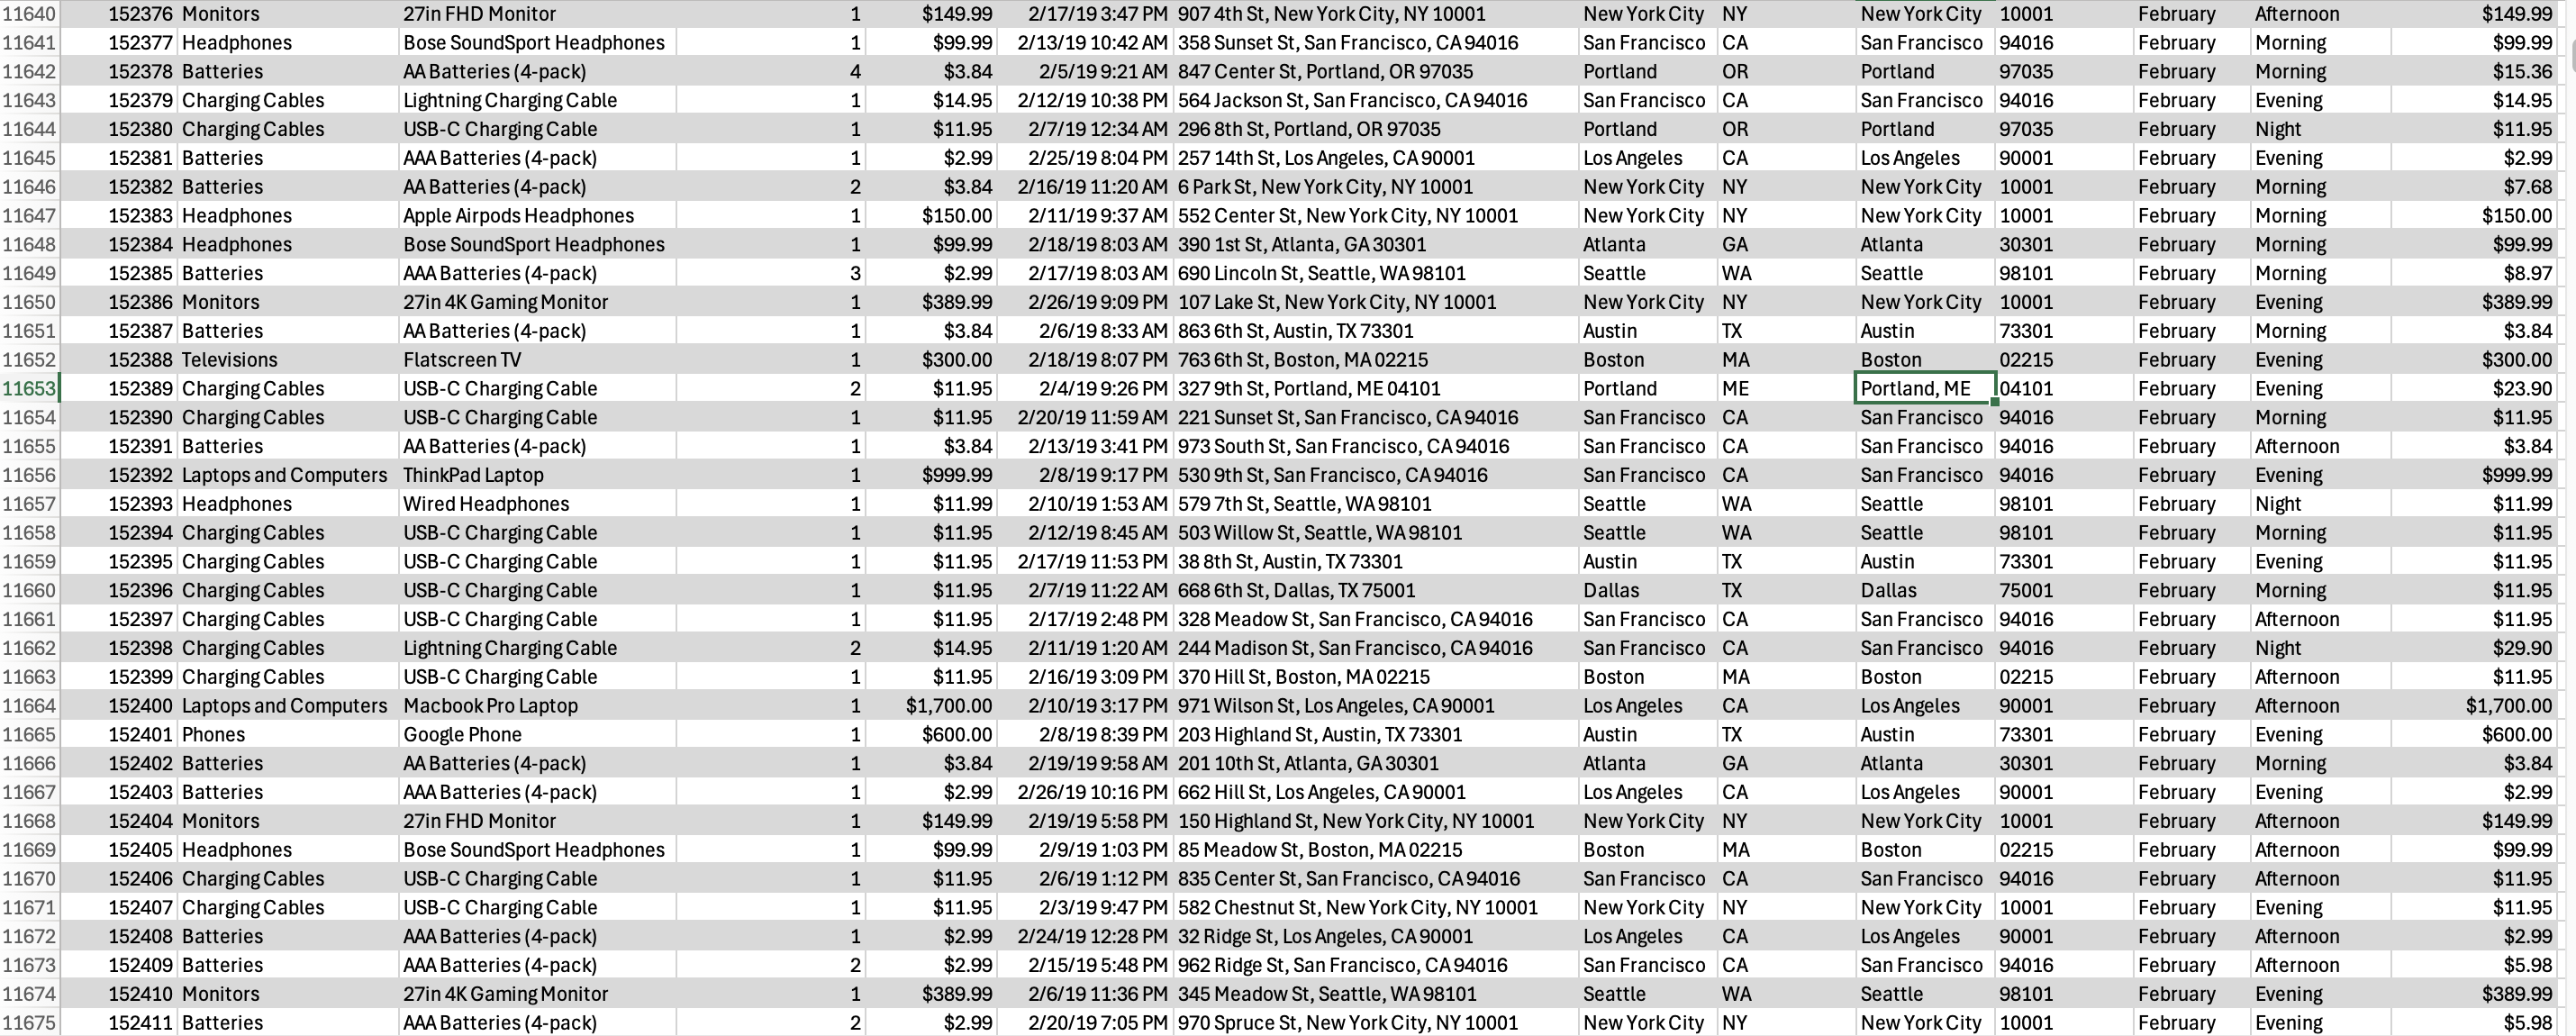 11640 152376 Monitors 27in FHD Monitor 1 $149.99 2/17/19 3:47 PM 907 4th St, New York City, NY 10001 New York City NY New York City 10001 February Afternoon $149.99
11641 152377 Headphones Bose SoundSport Headphones 1 $99.99 2/13/19 10:42 AM 358 Sunset St, San Francisco, CA 94016 San Francisco CA San Francisco 94016 February Morning $99.99
11642 152378 Batteries AA Batteries (4-pack) 4 $3.84 2/5/19 9:21 AM 847 Center St, Portland, OR 97035 Portland OR Portland 97035 February Morning $15.36
11643 152379 Charging Cables Lightning Charging Cable 1 $14.95 2/12/19 10:38 PM 564 Jackson St, San Francisco, CA 94016 San Francisco CA San Francisco 94016 February Evening $14.95
11644 152380 Charging Cables USB-C Charging Cable 1 $11.95 2/7/19 12:34 AM 296 8th St, Portland, OR 97035 Portland OR Portland 97035 February Night $11.95
11645 152381 Batteries AAA Batteries (4-pack) 1 $2.99 2/25/19 8:04 PM 257 14th St, Los Angeles, CA 90001 Los Angeles CA Los Angeles 90001 February Evening $2.99
11646 152382 Batteries AA Batteries (4-pack) 2 $3.84 2/16/19 11:20 AM 6 Park St, New York City, NY 10001 New York City NY New York City 10001 February Morning $7.68
11647 152383 Headphones Apple Airpods Headphones 1 $150.00 2/11/19 9:37 AM 552 Center St, New York City, NY 10001 New York City NY New York City 10001 February Morning $150.00
11648 152384 Headphones Bose SoundSport Headphones 1 $99.99 2/18/19 8:03 AM 390 1st St, Atlanta, GA 30301 Atlanta GA Atlanta 30301 February Morning $99.99
11649 152385 Batteries AAA Batteries (4-pack) 3 $2.99 2/17/19 8:03 AM 690 Lincoln St, Seattle, WA 98101 Seattle WA Seattle 98101 February Morning $8.97
11650 152386 Monitors 27in 4K Gaming Monitor 1 $389.99 2/26/19 9:09 PM 107 Lake St, New York City, NY 10001 New York City NY New York City 10001 February Evening $389.99
11651 152387 Batteries AA Batteries (4-pack) 1 $3.84 2/6/19 8:33 AM 863 6th St, Austin, TX 73301 Austin TX Austin 73301 February Morning $3.84
11652 152388 Televisions Flatscreen TV 1 $300.00 2/18/19 8:07 PM 763 6th St, Boston, MA 02215 Boston MA Boston 02215 February Evening $300.00
11653 152389 Charging Cables USB-C Charging Cable 2 $11.95 2/4/19 9:26 PM 327 9th St, Portland, ME 04101 Portland ME Portland, ME 04101 February Evening $23.90
11654 152390 Charging Cables USB-C Charging Cable 1 $11.95 2/20/19 11:59 AM 221 Sunset St, San Francisco, CA 94016 San Francisco CA San Francisco 94016 February Morning $11.95
11655 152391 Batteries AA Batteries (4-pack) 1 $3.84 2/13/19 3:41 PM 973 South St, San Francisco, CA 94016 San Francisco CA San Francisco 94016 February Afternoon $3.84
11656 152392 Laptops and Computers ThinkPad Laptop 1 $999.99 2/8/19 9:17 PM 530 9th St, San Francisco, CA 94016 San Francisco CA San Francisco 94016 February Evening $999.99
11657 152393 Headphones Wired Headphones 1 $11.99 2/10/19 1:53 AM 579 7th St, Seattle, WA 98101 Seattle WA Seattle 98101 February Night $11.99
11658 152394 Charging Cables USB-C Charging Cable 1 $11.95 2/12/19 8:45 AM 503 Willow St, Seattle, WA 98101 Seattle WA Seattle 98101 February Morning $11.95
11659 152395 Charging Cables USB-C Charging Cable 1 $11.95 2/17/19 11:53 PM 38 8th St, Austin, TX 73301 Austin TX Austin 73301 February Evening $11.95
11660 152396 Charging Cables USB-C Charging Cable 1 $11.95 2/7/19 11:22 AM 668 6th St, Dallas, TX 75001 Dallas TX Dallas 75001 February Morning $11.95
11661 152397 Charging Cables USB-C Charging Cable 1 $11.95 2/17/19 2:48 PM 328 Meadow St, San Francisco, CA 94016 San Francisco CA San Francisco 94016 February Afternoon $11.95
11662 152398 Charging Cables Lightning Charging Cable 2 $14.95 2/11/19 1:20 AM 244 Madison St, San Francisco, CA 94016 San Francisco CA San Francisco 94016 February Night $29.90
11663 152399 Charging Cables USB-C Charging Cable 1 $11.95 2/16/19 3:09 PM 370 Hill St, Boston, MA 02215 Boston MA Boston 02215 February Afternoon $11.95
11664 152400 Laptops and Computers Macbook Pro Laptop 1 $1,700.00 2/10/19 3:17 PM 971 Wilson St, Los Angeles, CA 90001 Los Angeles CA Los Angeles 90001 February Afternoon $1,700.00
11665 152401 Phones Google Phone 1 $600.00 2/8/19 8:39 PM 203 Highland St, Austin, TX 73301 Austin TX Austin 73301 February Evening $600.00
11666 152402 Batteries AA Batteries (4-pack) 1 $3.84 2/19/19 9:58 AM 201 10th St, Atlanta, GA 30301 Atlanta GA Atlanta 30301 February Morning $3.84
11667 152403 Batteries AAA Batteries (4-pack) 1 $2.99 2/26/19 10:16 PM 662 Hill St, Los Angeles, CA 90001 Los Angeles CA Los Angeles 90001 February Evening $2.99
11668 152404 Monitors 27in FHD Monitor 1 $149.99 2/19/19 5:58 PM 150 Highland St, New York City, NY 10001 New York City NY New York City 10001 February Afternoon $149.99
11669 152405 Headphones Bose SoundSport Headphones 1 $99.99 2/9/19 1:03 PM 85 Meadow St, Boston, MA 02215 Boston MA Boston 02215 February Afternoon $99.99
11670 152406 Charging Cables USB-C Charging Cable 1 $11.95 2/6/19 1:12 PM 835 Center St, San Francisco, CA 94016 San Francisco CA San Francisco 94016 February Afternoon $11.95
11671 152407 Charging Cables USB-C Charging Cable 1 $11.95 2/3/19 9:47 PM 582 Chestnut St, New York City, NY 10001 New York City NY New York City 10001 February Evening $11.95
11672 152408 Batteries AAA Batteries (4-pack) 1 $2.99 2/24/19 12:28 PM 32 Ridge St, Los Angeles, CA 90001 Los Angeles CA Los Angeles 90001 February Afternoon $2.99
11673 152409 Batteries AAA Batteries (4-pack) 2 $2.99 2/15/19 5:48 PM 962 Ridge St, San Francisco, CA 94016 San Francisco CA San Francisco 94016 February Afternoon $5.98
11674 152410 Monitors 27in 4K Gaming Monitor 1 $389.99 2/6/19 11:36 PM 345 Meadow St, Seattle, WA 98101 Seattle WA Seattle 98101 February Evening $389.99
11675 152411 Batteries AAA Batteries (4-pack) 2 $2.99 2/20/19 7:05 PM 970 Spruce St, New York City, NY 10001 New York City NY New York City 10001 February Evening $5.98